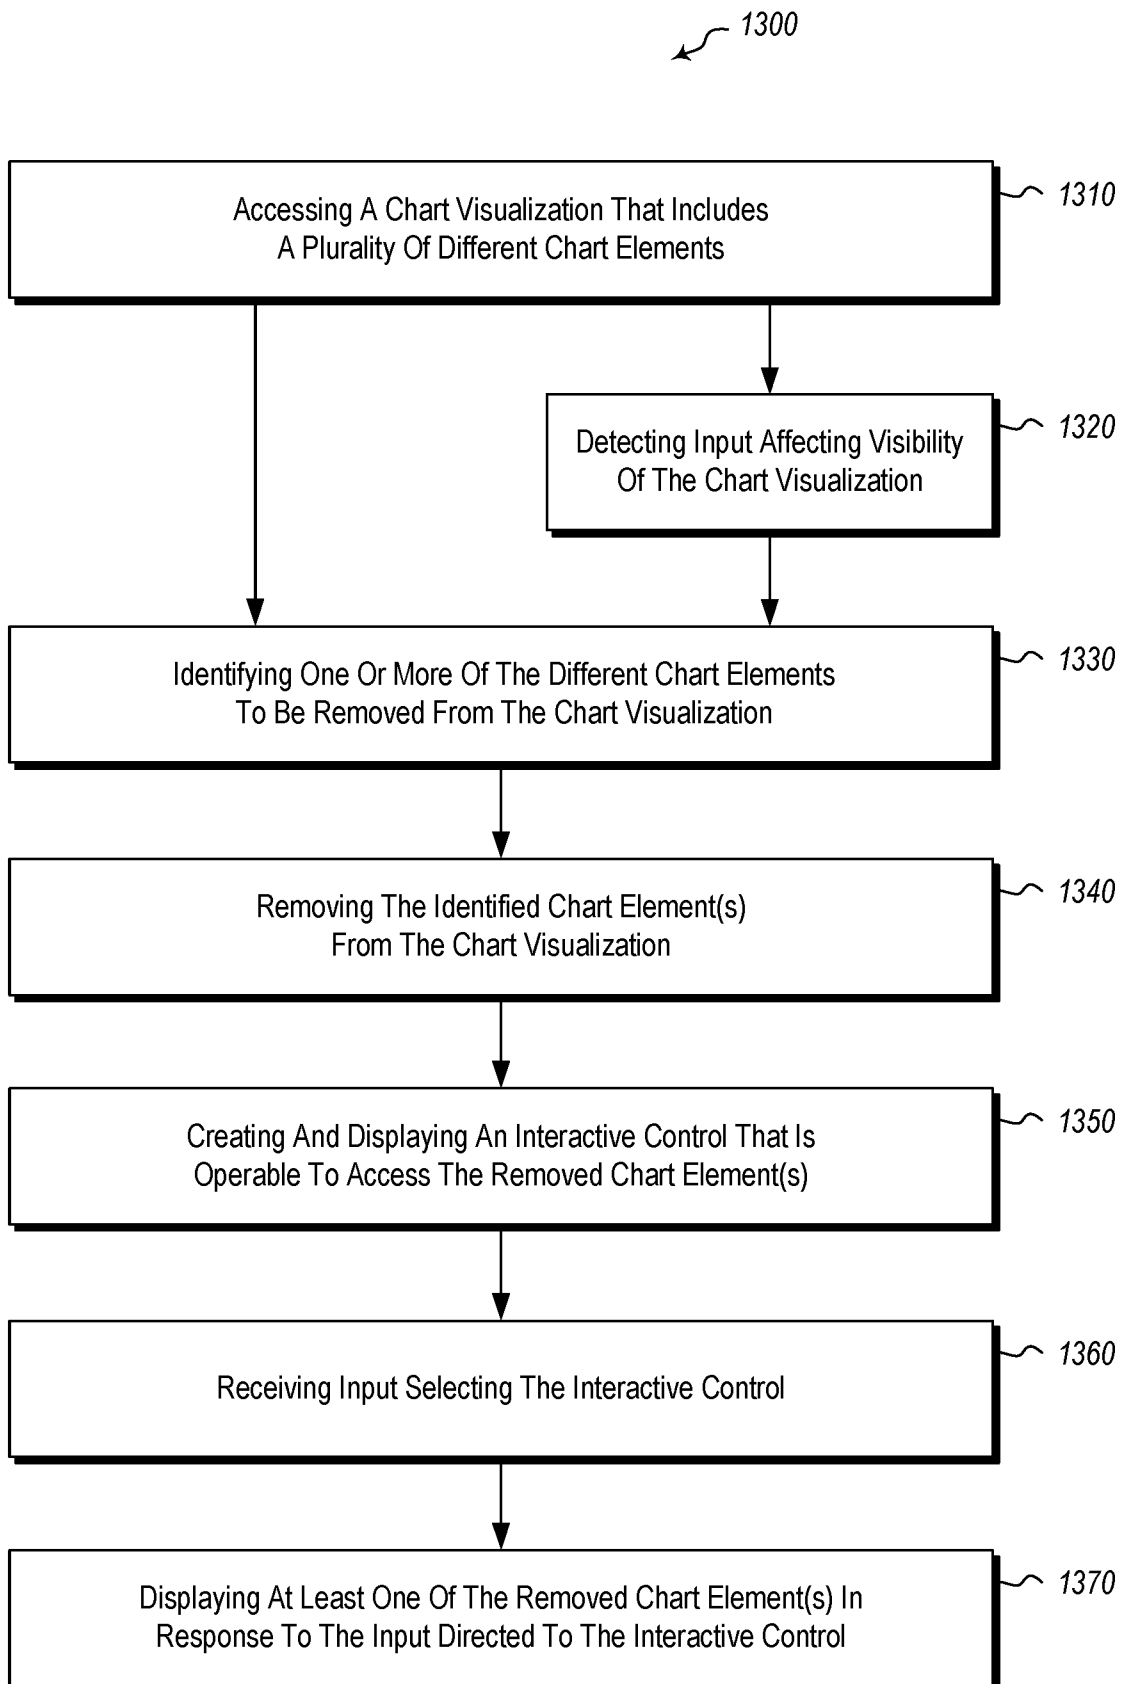 1300
Accessing A Chart Visualization That Includes
A Plurality Of Different Chart Elements
1310
Detecting Input Affecting Visibility
Of The Chart Visualization
1320
Identifying One Or More Of The Different Chart Elements
To Be Removed From The Chart Visualization
1330
Removing The Identified Chart Element(s)
From The Chart Visualization
1340
Creating And Displaying An Interactive Control That Is
Operable To Access The Removed Chart Element(s)
1350
Receiving Input Selecting The Interactive Control
1360
Displaying At Least One Of The Removed Chart Element(s) In
Response To The Input Directed To The Interactive Control
1370